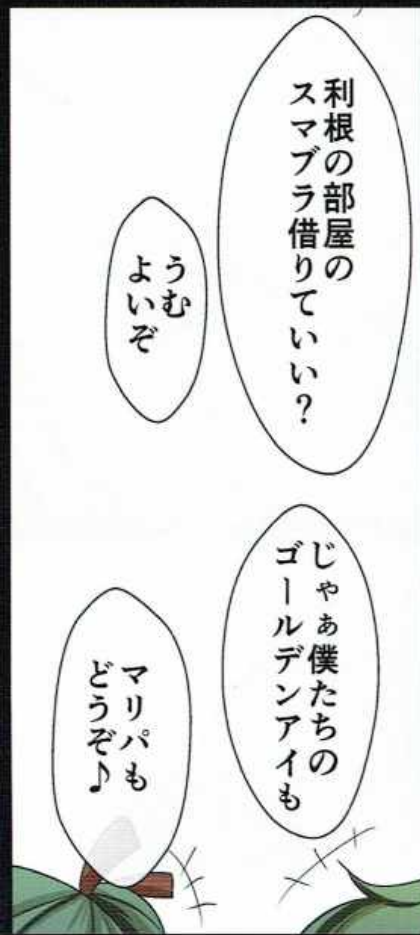 利根の部屋の
スマブラ借りていい?
うむ
よいぞ
じゃぁ僕たちの
ゴールデンアイも
マリパも
どうぞ♪